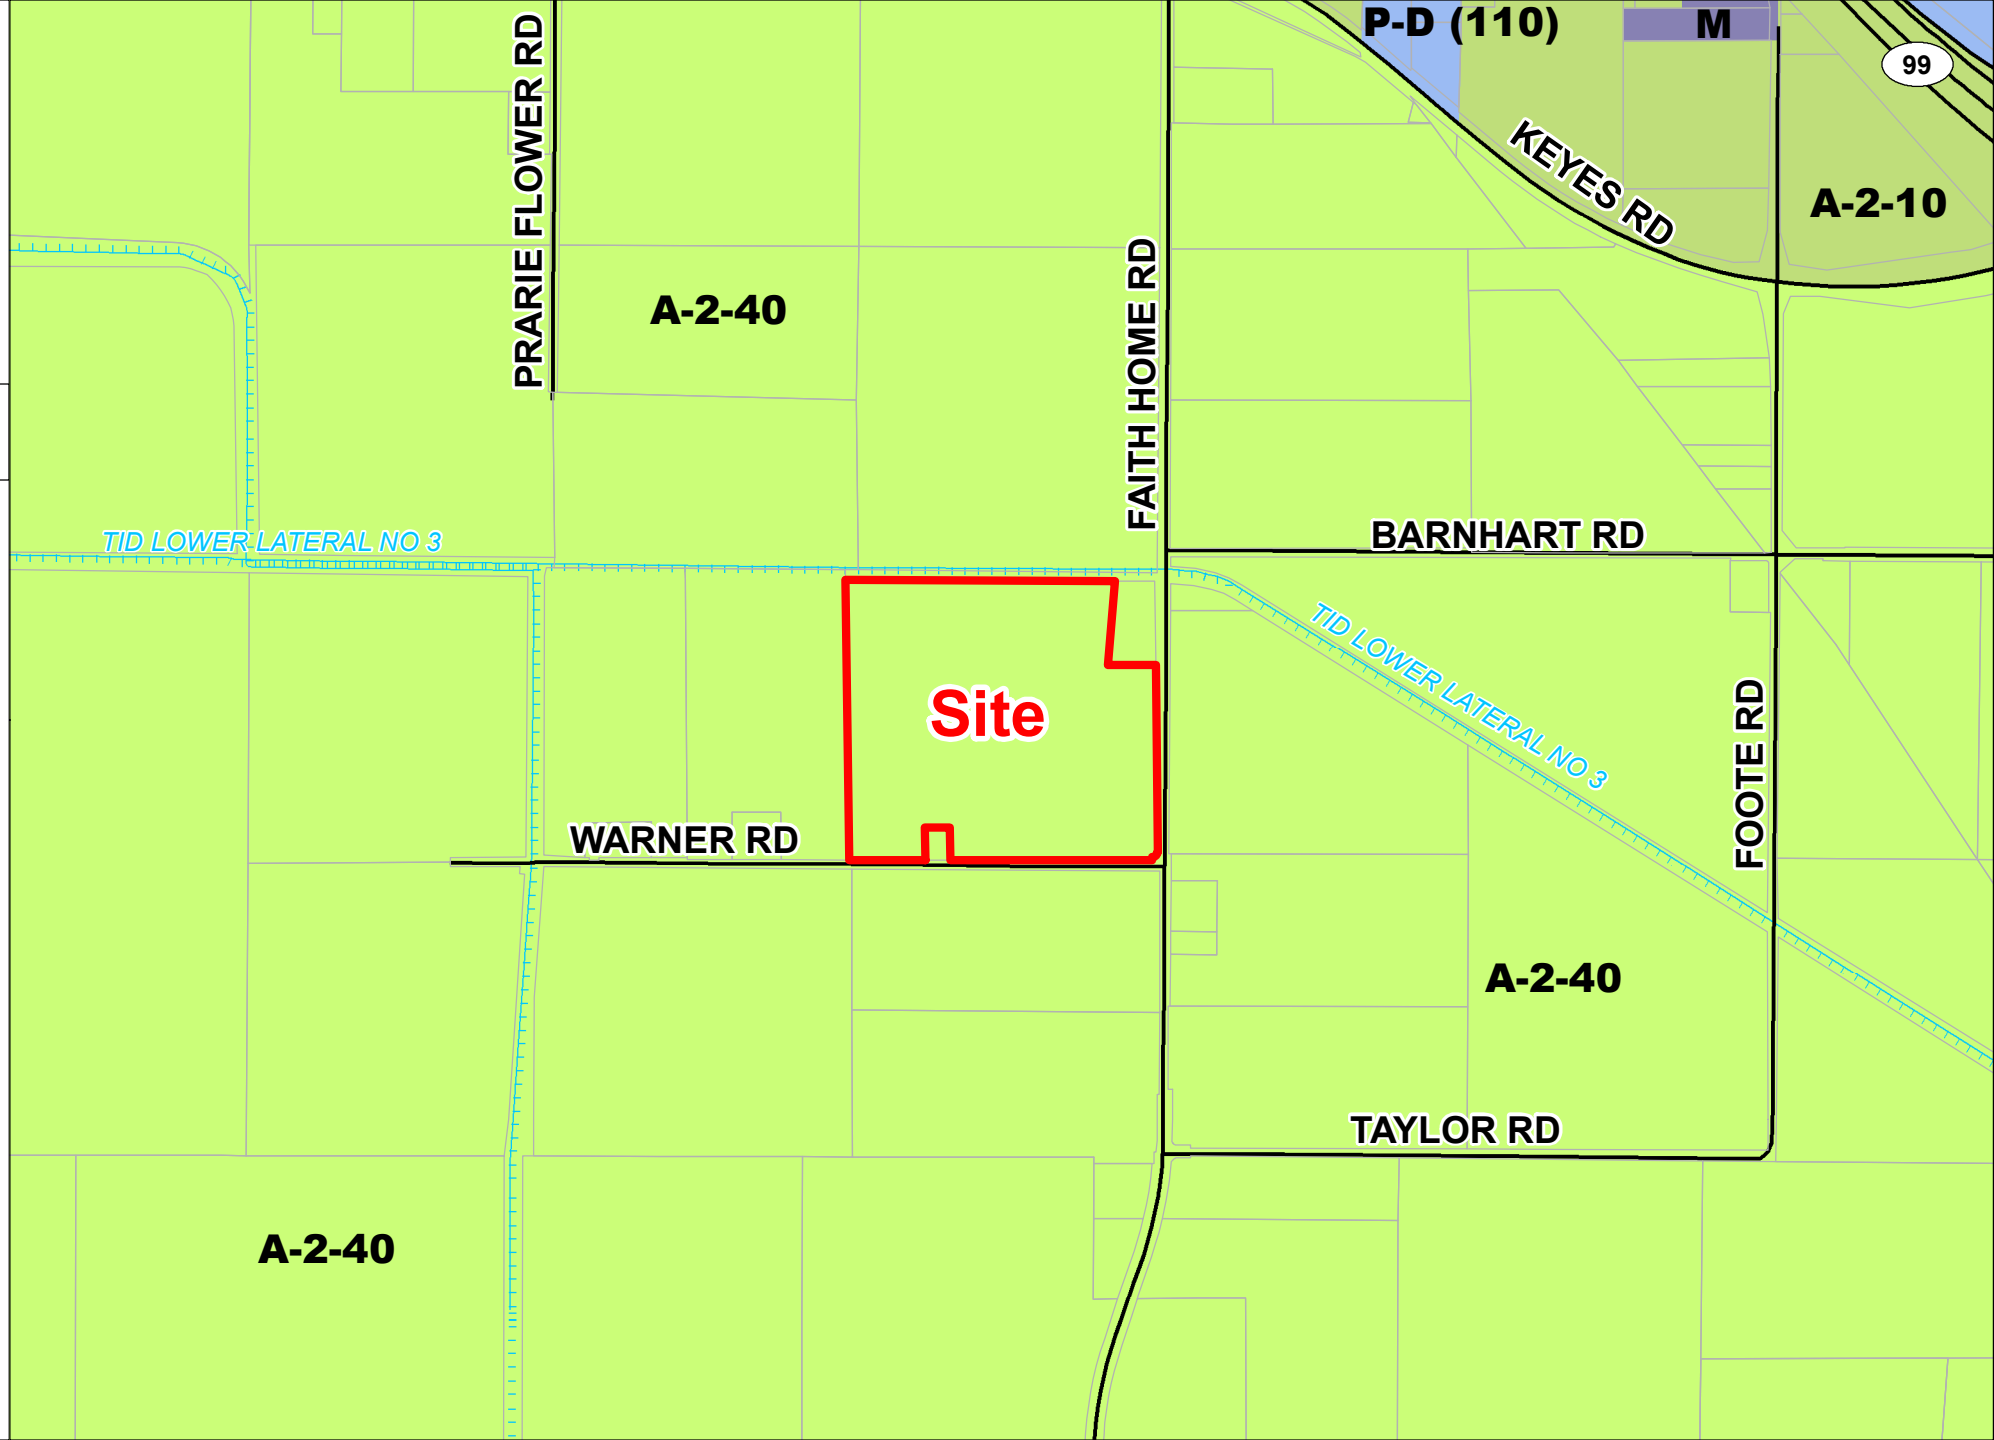 P-D (110)
M
99
PRARIE FLOWER RD
KEYES RD
A-2-10
FAITH HOME RD
A-2-40
BARNHART RD
TID LOWER LATERAL NO 3
TID LOWER LATERAL NO 3
Site
FOOTE RD
WARNER RD
A-2-40
TAYLOR RD
A-2-40